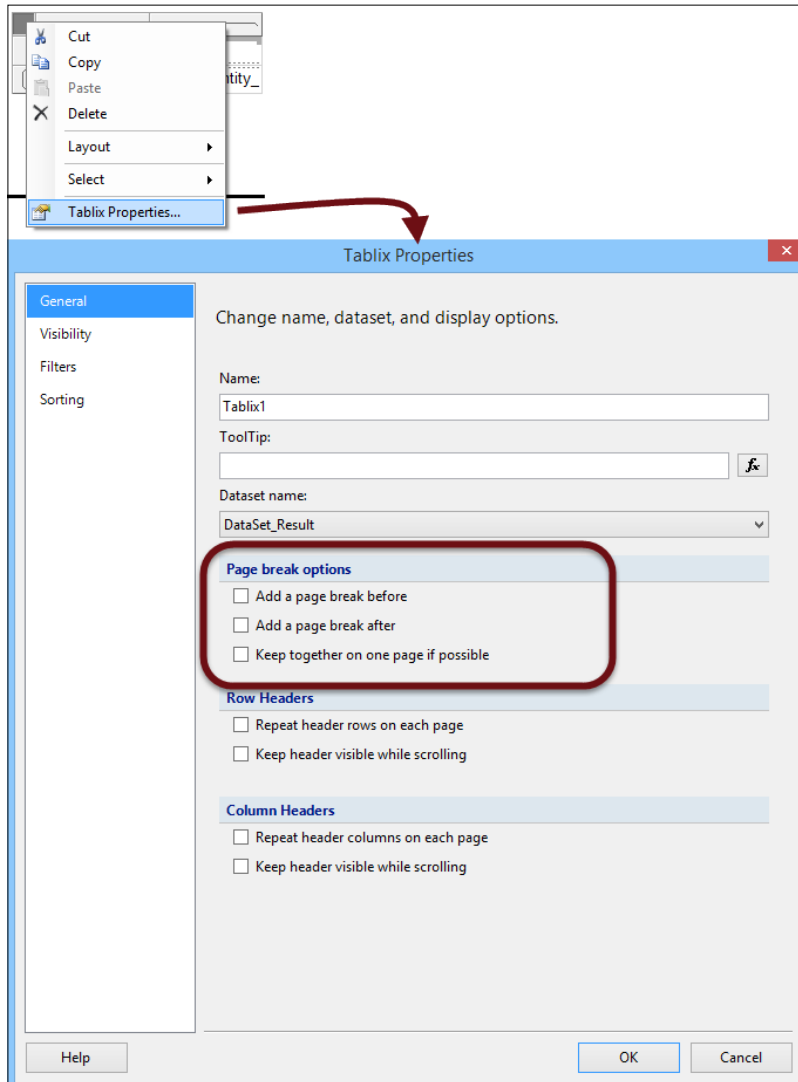 Cut
Copy
ntity_
Paste
Delete
Layout
Select
Tablix Properties...
Tablix Properties
General
Visibility
Filters
Sorting
Change name, dataset, and display options.
Name:
Tablix1
ToolTip:
fx
Dataset name:
DataSet_Result
Page break options
Add a page break before
Add a page break after
Keep together on one page if possible
Row Headers
Repeat header rows on each page
Keep header visible while scrolling
Column Headers
Repeat header columns on each page
Keep header visible while scrolling
Help
OK
Cancel